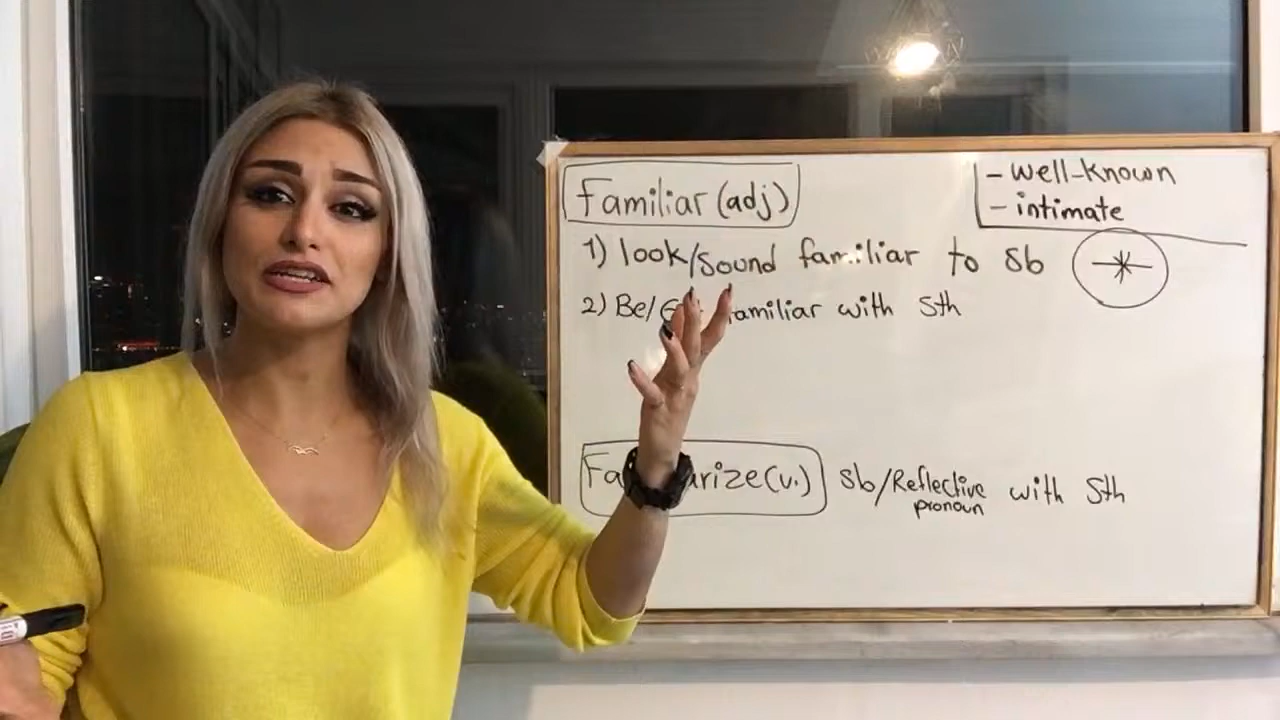 Familiar (adj)
- well-known
- intimate
1) look/sound familiar to sb
2) Be/ familiar with sth
(v.) sb/Reflective with sth
pronoun